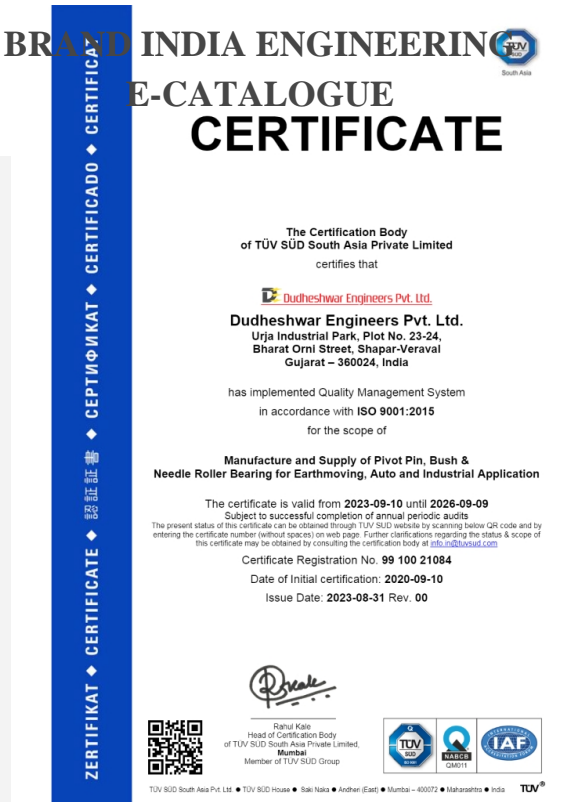 BRAND INDIA ENGINEERING
E-CATALOGUE
TÜV
SÜD
South Asia
CERTIFICATE
The Certification Body
of TÜV SÜD South Asia Private Limited
certifies that
Dudheshwar Engineers Pvt. Ltd.
Dudheshwar Engineers Pvt. Ltd.
Urja Industrial Park, Plot No. 23-24,
Bharat Orni Street, Shapar-Veraval
Gujarat – 360024, India
has implemented Quality Management System
in accordance with ISO 9001:2015
for the scope of
Manufacture and Supply of Pivot Pin, Bush &
Needle Roller Bearing for Earthmoving, Auto and Industrial Application
The certificate is valid from 2023-09-10 until 2026-09-09
Subject to successful completion of annual periodic audits
The present status of this certificate can be obtained through TUV SUD website by scanning below QR code and by
entering the certificate number (without spaces) on web page. Further clarifications regarding the status & scope of
this certificate may be obtained by consulting the certification body at info.in@tuvsud.com
Certificate Registration No. 99 100 21084
Date of Initial certification: 2020-09-10
Issue Date: 2023-08-31 Rev. 00
Rahul Kale
Head of Certification Body
of TÜV SÜD South Asia Private Limited,
Mumbai
Member of TÜV SÜD Group
TÜV
SÜD
NABCB
QM011
INTERNATIONAL
IAF
ACCREDITATION FORUM
TÜV SÜD South Asia Pvt. Ltd. ● TÜV SÜD House ● Saki Naka ● Andheri (East) ● Mumbai – 400072 ● Maharashtra ● India
TÜV®
ZERTIFIKAT ◆ CERTIFICATE ◆ 認証証書 ◆ СЕРТИФИКАТ ◆ CERTIFICADO ◆ CERTIFICAT